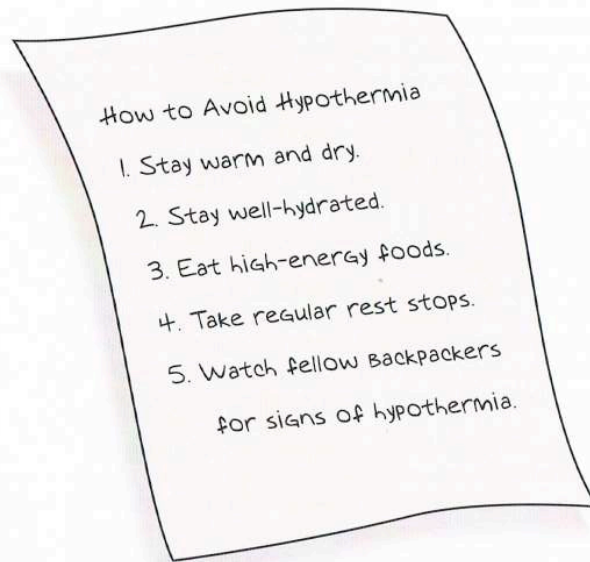 How to Avoid Hypothermia
1. Stay warm and dry.
2. Stay well-hydrated.
3. Eat high-energy foods.
4. Take regular rest stops.
5. Watch fellow Backpackers
for signs of hypothermia.